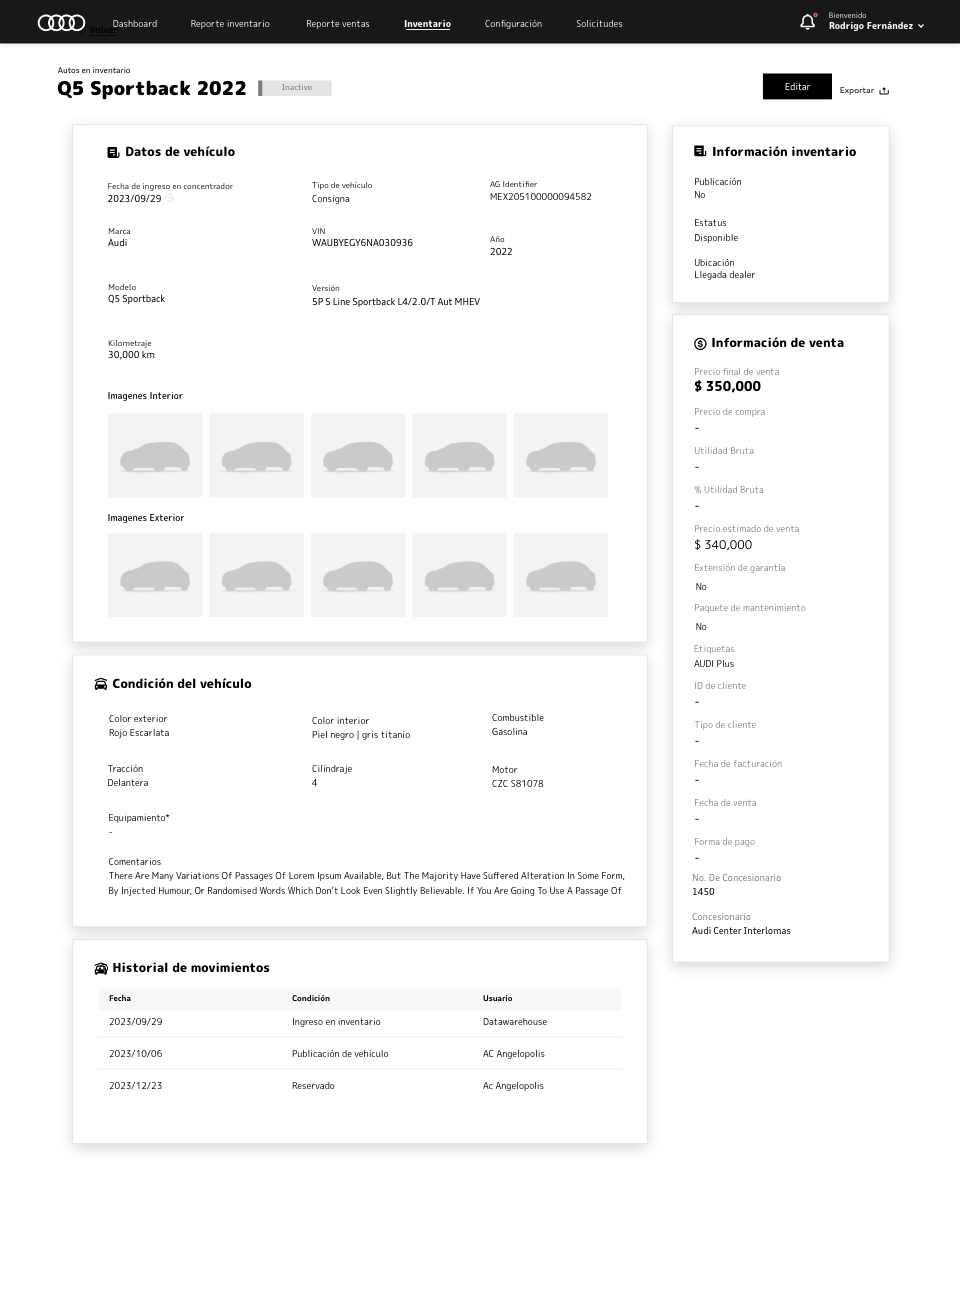 Volver
Dashboard
Reporte inventario
Reporte ventas
Inventario
Configuración
Solicitudes
Bienvenido
Rodrigo Fernández
Autos en inventario
Q5 Sportback 2022
Inactivo
Editar
Exportar
Datos de vehículo
Fecha de ingreso en concentrador
2023/09/29
Tipo de vehículo
Consigna
AG Identifier
MEX205100000094582
Marca
Audi
VIN
WAUBYEGY6NA030936
Año
2022
Modelo
Q5 Sportback
Versión
5P S Line Sportback L4/2.0/T Aut MHEV
Kilometraje
30,000 km
Imagenes Interior
Imagenes Exterior
Condición del vehículo
Color exterior
Rojo Escarlata
Color interior
Piel negro | gris titanio
Combustible
Gasolina
Tracción
Delantera
Cilíndraje
4
Motor
CZC S81078
Equipamiento*
-
Comentarios
There Are Many Variations Of Passages Of Lorem Ipsum Available, But The Majority Have Suffered Alteration In Some Form,
By Injected Humour, Or Randomised Words Which Don't Look Even Slightly Believable. If You Are Going To Use A Passage Of
Historial de movimientos
Fecha Condición Usuario
2023/09/29 Ingreso en inventario Datawarehouse
2023/10/06 Publicación de vehículo AC Angelopolis
2023/12/23 Reservado Ac Angelopolis
Información inventario
Publicación
No
Estatus
Disponible
Ubicación
Llegada dealer
Información de venta
Precio final de venta
$ 350,000
Precio de compra
-
Utilidad Bruta
-
% Utilidad Bruta
-
Precio estimado de venta
$ 340,000
Extensión de garantía
No
Paquete de mantenimiento
No
Etiquetas
AUDI Plus
ID de cliente
-
Tipo de cliente
-
Fecha de facturación
-
Fecha de venta
-
Forma de pago
-
No. De Concesionario
1450
Concesionario
Audi Center Interlomas